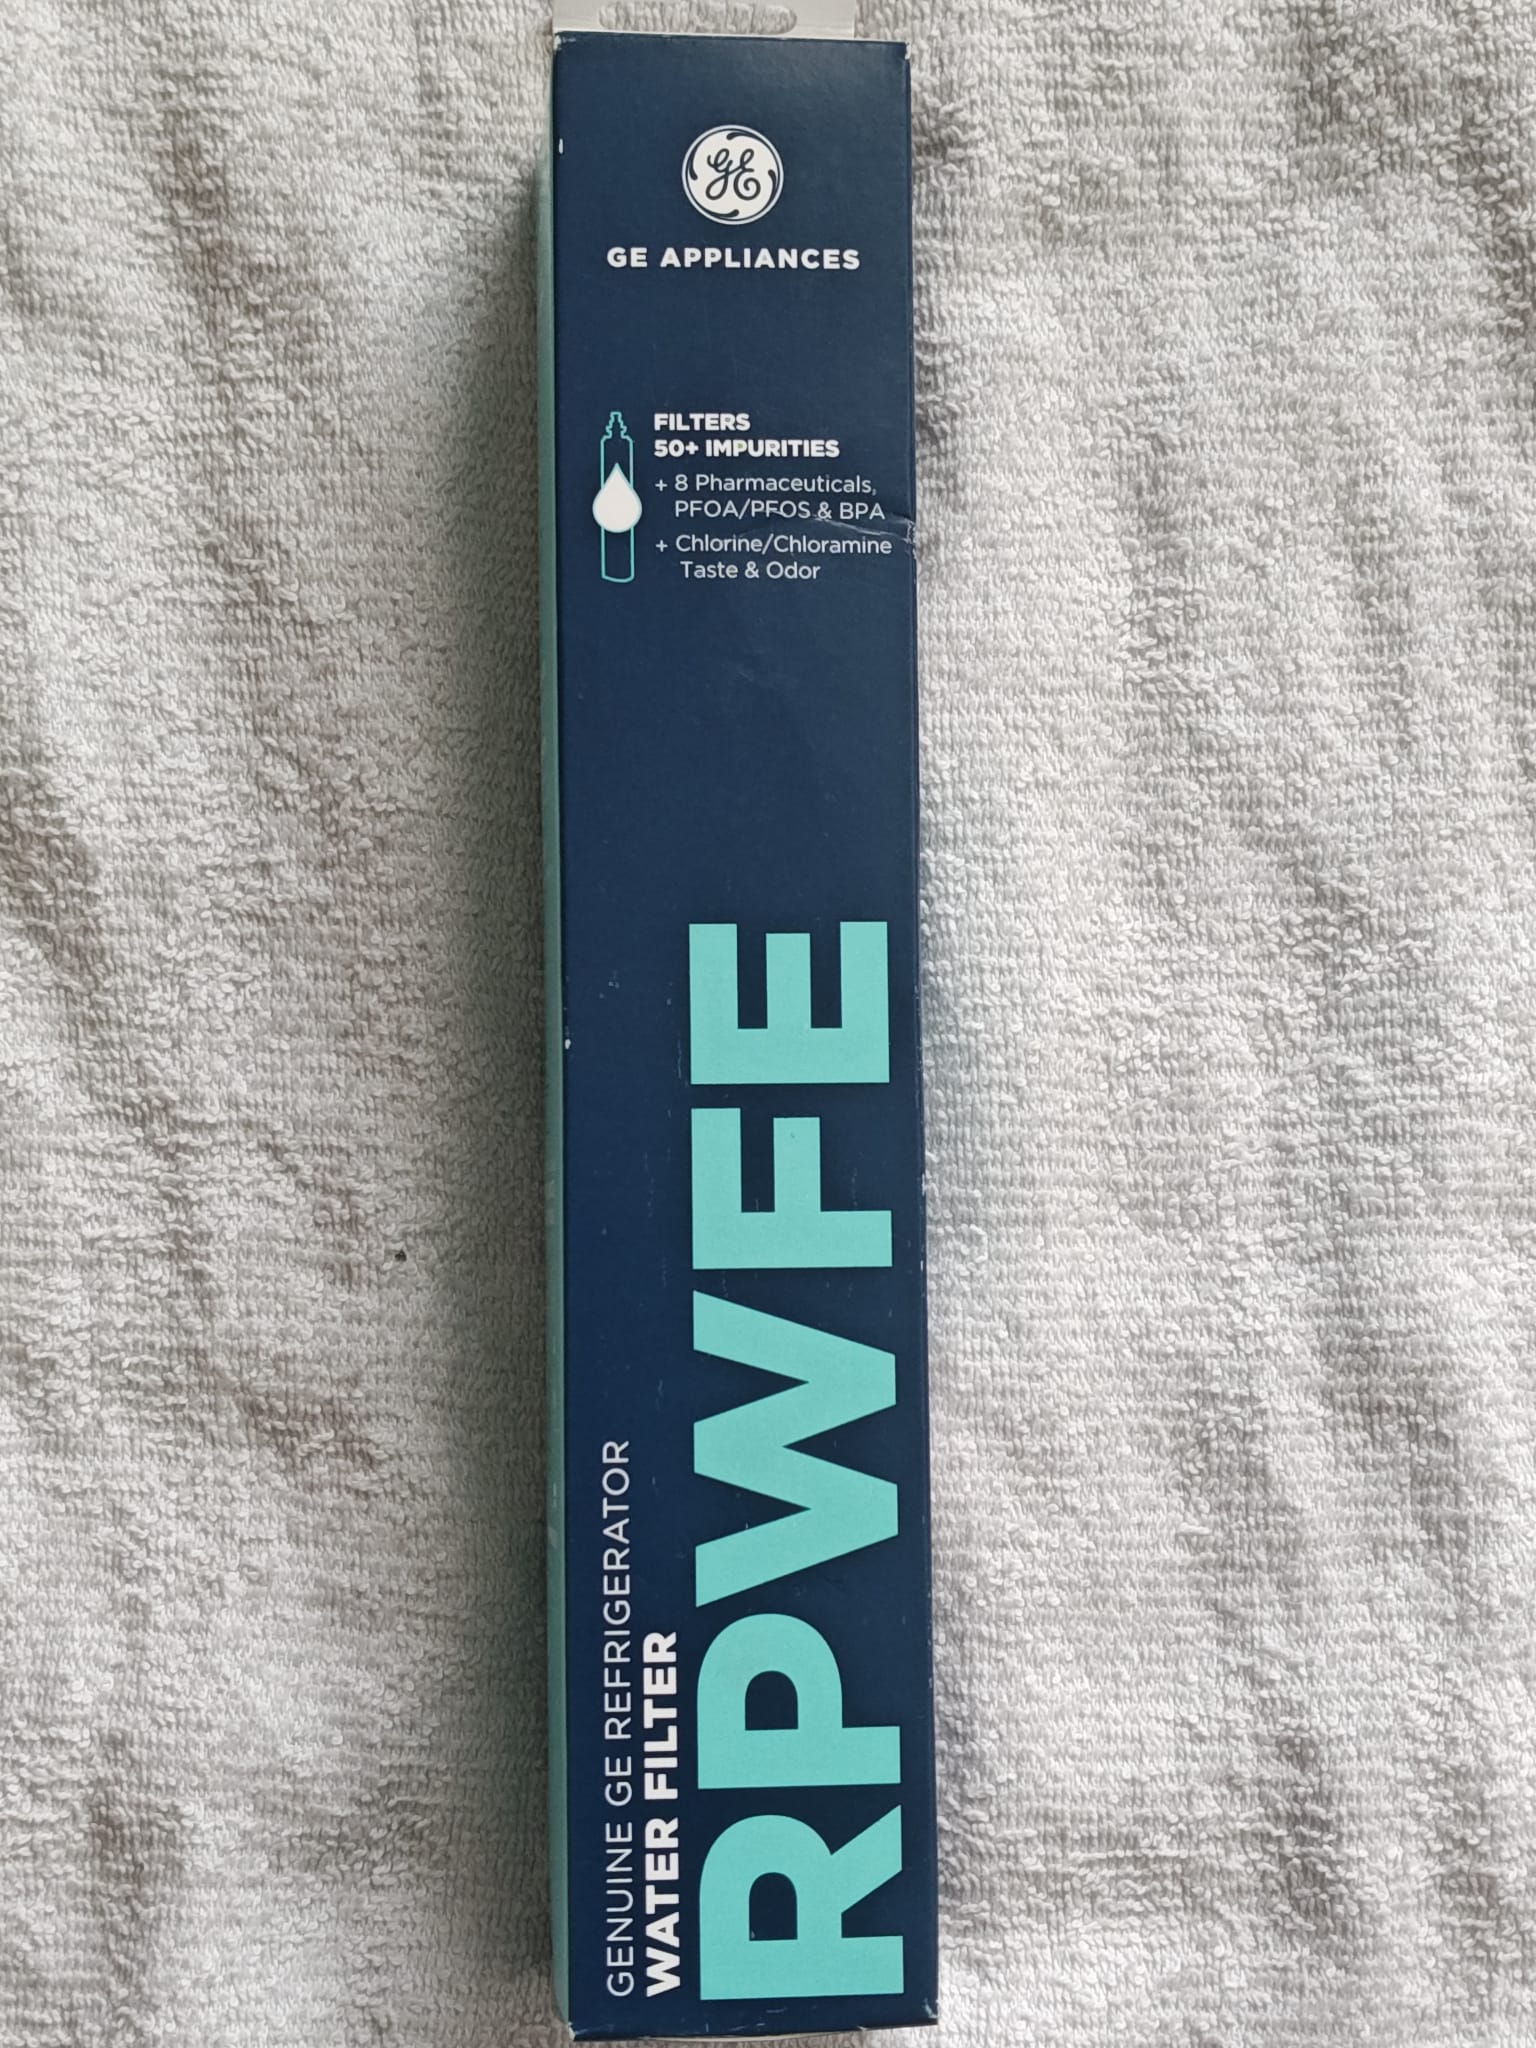 GE
GE APPLIANCES
FILTERS
50+ IMPURITIES
+ 8 Pharmaceuticals,
PFOA/PFOS & BPA
+ Chlorine/Chloramine
Taste & Odor
GENUINE GE REFRIGERATOR
WATER FILTER
RPWFE